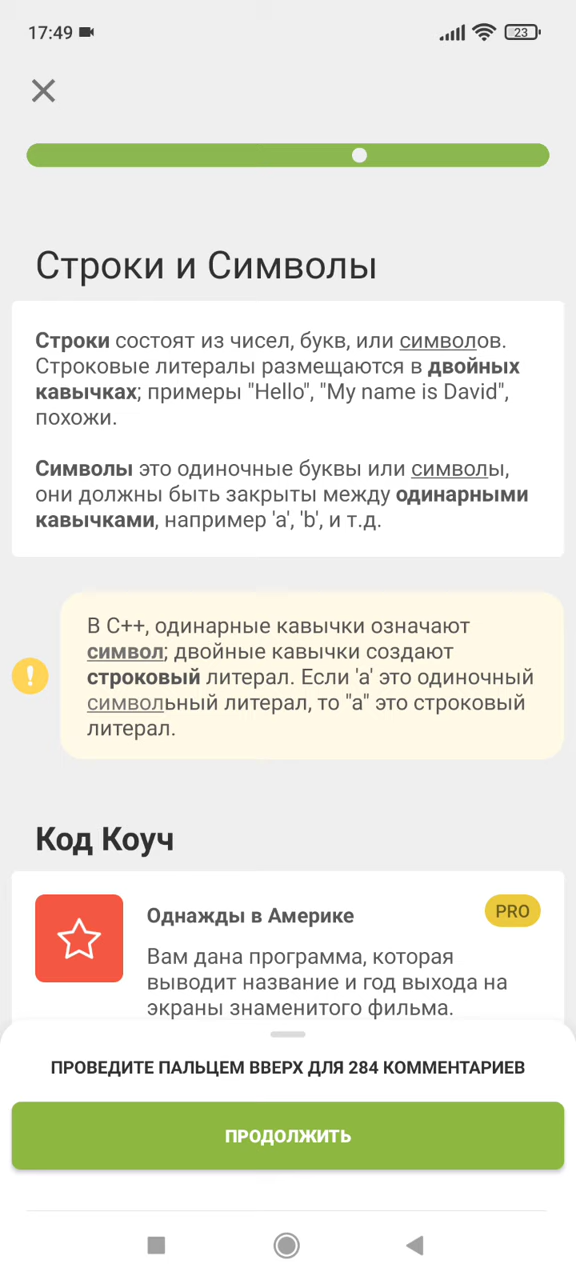 17:49
23
Строки и Символы
Строки состоят из чисел, букв, или символов.
Строковые литералы размещаются в двойных
кавычках; примеры "Hello", "My name is David",
похожи.
Символы это одиночные буквы или символы,
они должны быть закрыты между одинарными
кавычками, например 'a', 'b', и т.д.
В C++, одинарные кавычки означают
символ; двойные кавычки создают
строковый литерал. Если 'a' это одиночный
символьный литерал, то "a" это строковый
литерал.
Код Коуч
Однажды в Америке
PRO
Вам дана программа, которая
выводит название и год выхода на
экраны знаменитого фильма.
ПРОВЕДИТЕ ПАЛЬЦЕМ ВВЕРХ ДЛЯ 284 КОММЕНТАРИЕВ
ПРОДОЛЖИТЬ